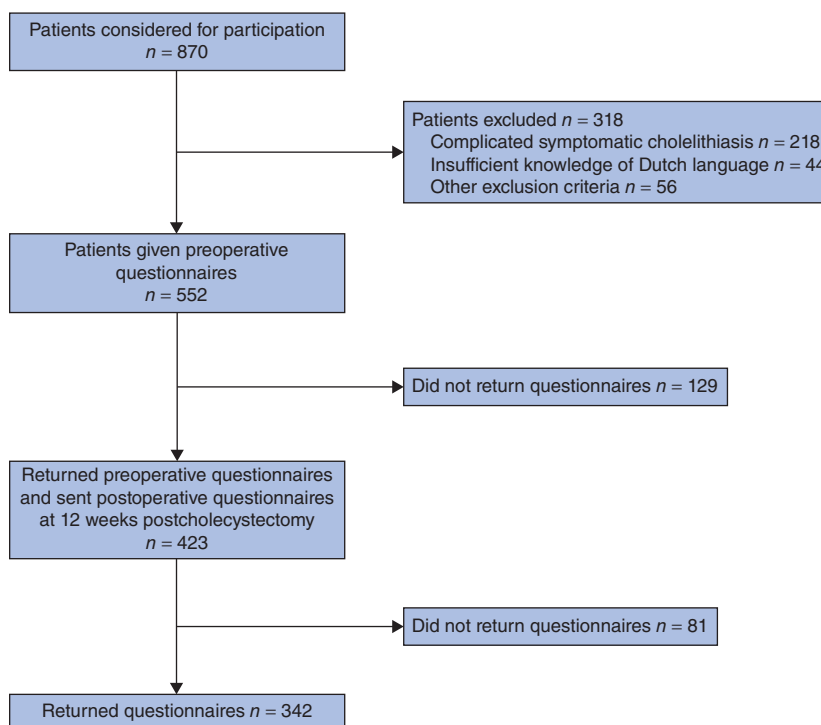 Patients considered for participation
n = 870
Patients excluded n = 318
Complicated symptomatic cholelithiasis n = 218
Insufficient knowledge of Dutch language n = 44
Other exclusion criteria n = 56
Patients given preoperative
questionnaires
n = 552
Did not return questionnaires n = 129
Returned preoperative questionnaires
and sent postoperative questionnaires
at 12 weeks postcholecystectomy
n = 423
Did not return questionnaires n = 81
Returned questionnaires n = 342